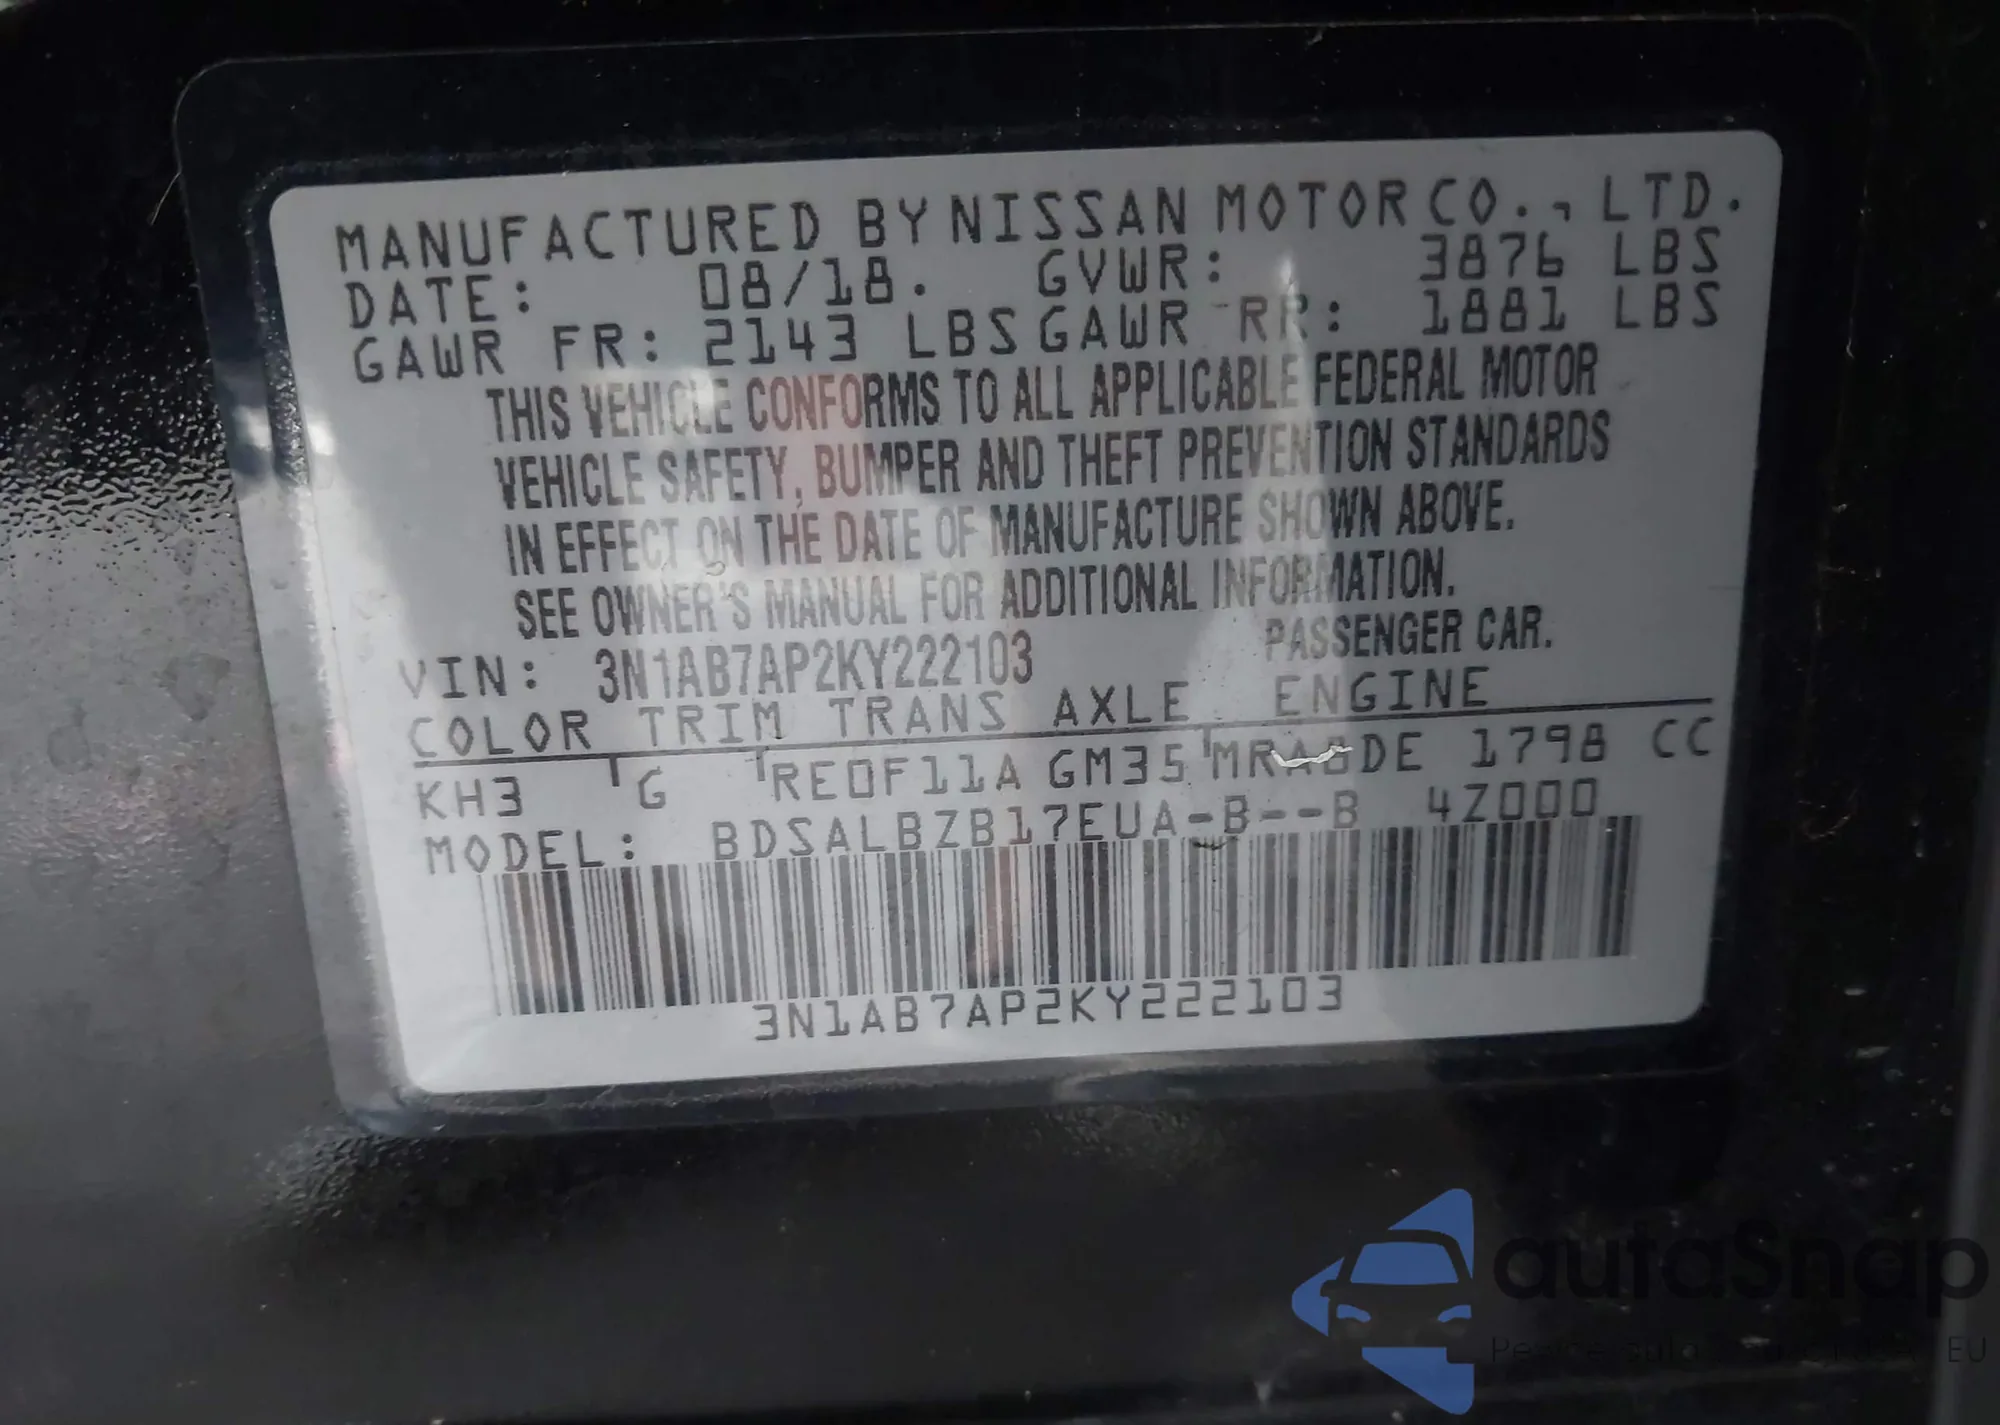 MANUFACTURED BY NISSAN MOTOR CO., LTD.
DATE: 08/18. GVWR: 3876 LBS
GAWR FR: 2143 LBS GAWR RR: 1881 LBS
THIS VEHICLE CONFORMS TO ALL APPLICABLE FEDERAL MOTOR
VEHICLE SAFETY, BUMPER AND THEFT PREVENTION STANDARDS
IN EFFECT ON THE DATE OF MANUFACTURE SHOWN ABOVE.
SEE OWNER'S MANUAL FOR ADDITIONAL INFORMATION.
VIN: 3N1AB7AP2KY222103 PASSENGER CAR.
COLOR TRIM TRANS AXLE ENGINE
KH3 G RE0F11A GM35 MRA8DE 1798 CC
MODEL: BDSALBZB17EUA-B--B 4Z000
3N1AB7AP2KY222103
autaSnap
EU